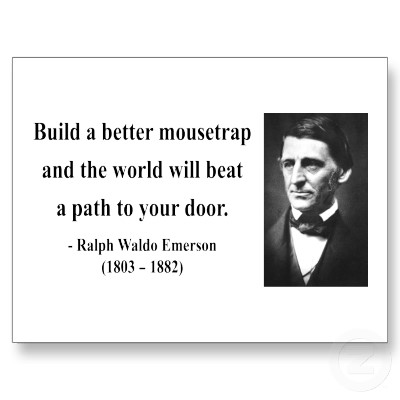 Build a better mousetrap
and the world will beat
a path to your door.
- Ralph Waldo Emerson
(1803 – 1882)